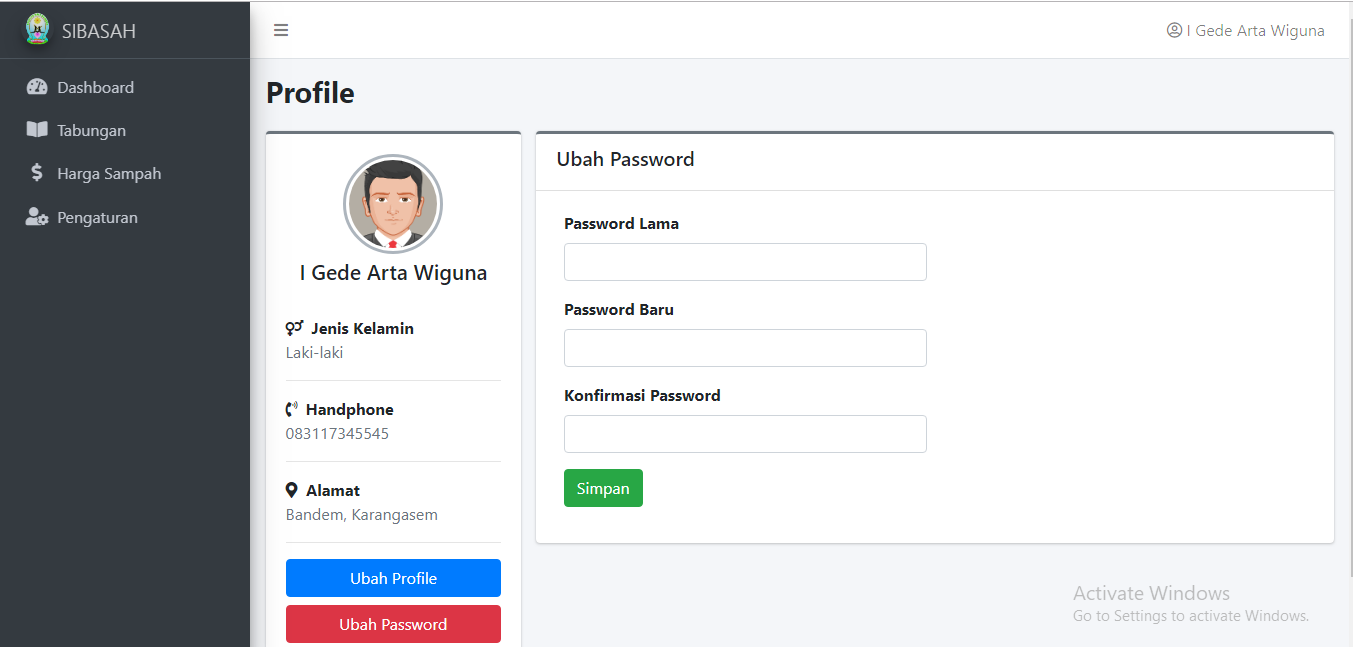 SIBASAH
Dashboard
Tabungan
Harga Sampah
Pengaturan
I Gede Arta Wiguna
Profile
I Gede Arta Wiguna
Jenis Kelamin
Laki-laki
Handphone
083117345545
Alamat
Bandem, Karangasem
Ubah Profile
Ubah Password
Ubah Password
Password Lama
Password Baru
Konfirmasi Password
Simpan
Activate Windows
Go to Settings to activate Windows.